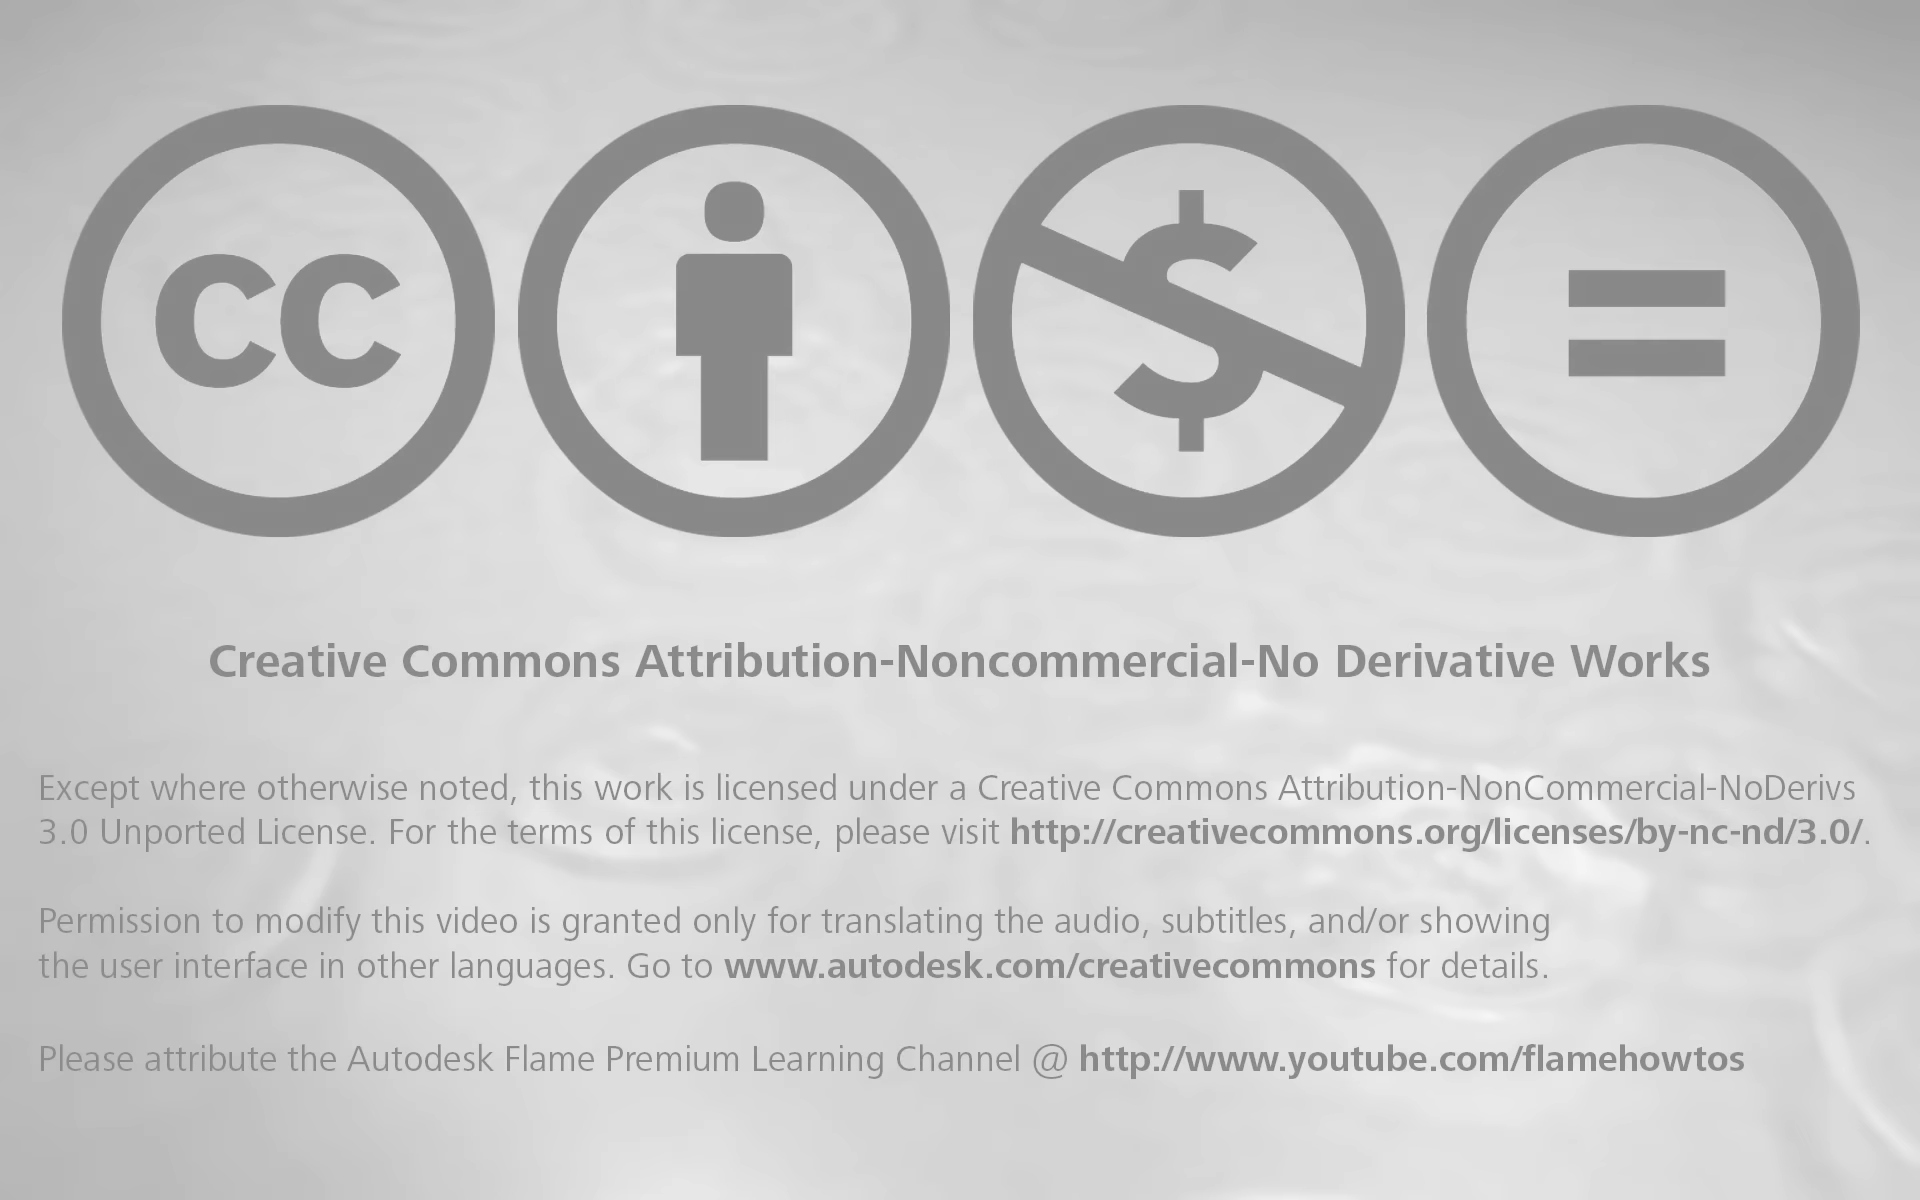 cc
$
=
Creative Commons Attribution-Noncommercial-No Derivative Works
Except where otherwise noted, this work is licensed under a Creative Commons Attribution-NonCommercial-NoDerivs
3.0 Unported License. For the terms of this license, please visit http://creativecommons.org/licenses/by-nc-nd/3.0/.
Permission to modify this video is granted only for translating the audio, subtitles, and/or showing
the user interface in other languages. Go to www.autodesk.com/creativecommons for details.
Please attribute the Autodesk Flame Premium Learning Channel @ http://www.youtube.com/flamehowtos